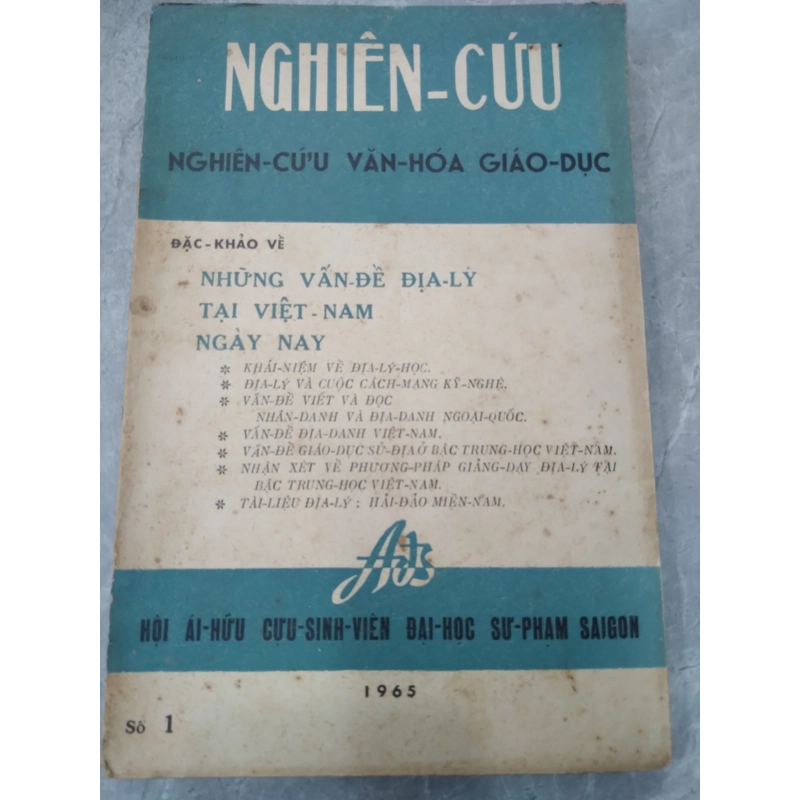 NGHIÊN-CỨU
NGHIÊN-CỨU VĂN-HÓA GIÁO-DỤC
ĐẶC-KHẢO VỀ
NHỮNG VẤN-ĐỀ ĐỊA-LÝ
TẠI VIỆT-NAM
NGÀY NAY
* KHÁI-NIỆM VỀ ĐỊA-LÝ-HỌC.
* ĐỊA-LÝ VÀ CUỘC CÁCH-MẠNG KỸ-NGHỆ.
* VẤN-ĐỀ VIẾT VÀ ĐỌC
NHÂN-DANH VÀ ĐỊA-DANH NGOẠI-QUỐC.
* VẤN-ĐỀ ĐỊA-DANH VIỆT-NAM.
* VẤN-ĐỀ GIÁO-DỤC SỬ-ĐỊA Ở BẬC TRUNG-HỌC VIỆT-NAM.
* NHẬN XÉT VỀ PHƯƠNG-PHÁP GIẢNG-DẠY ĐỊA-LÝ TẠI
BẬC TRUNG-HỌC VIỆT-NAM.
* TÀI-LIỆU ĐỊA-LÝ : HẢI-ĐẢO MIỀN-NAM.
HỘI ÁI-HỮU CỰU-SINH-VIÊN ĐẠI-HỌC SƯ-PHẠM SAIGON
1965
Số 1